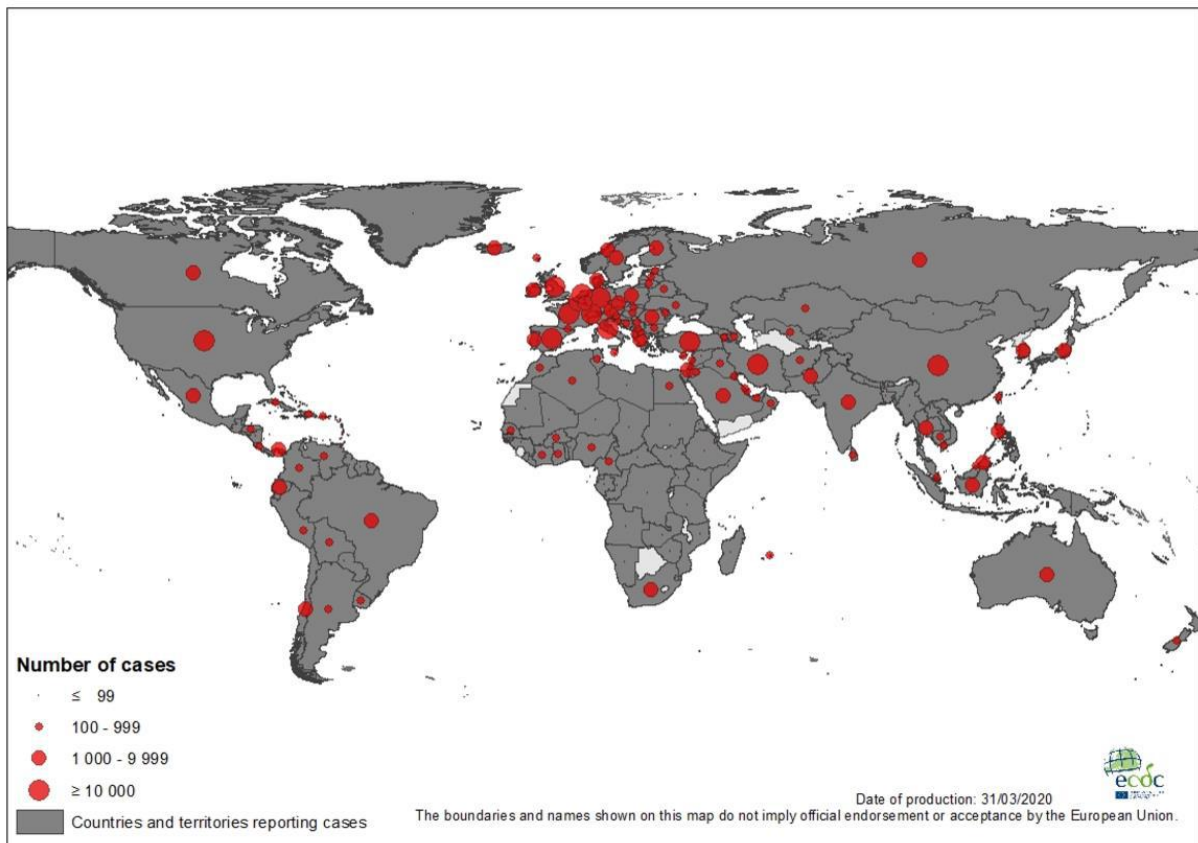 Number of cases
≤ 99
100 - 999
1 000 - 9 999
≥ 10 000
Countries and territories reporting cases
ecdc
Date of production: 31/03/2020
The boundaries and names shown on this map do not imply official endorsement or acceptance by the European Union.